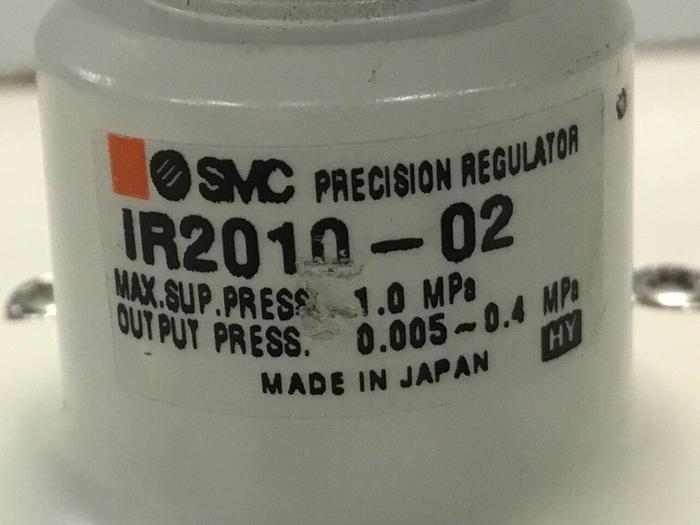 SMC PRECISION REGULATOR
IR2010-02
MAX.SUP.PRESS. 1.0 MPa
OUTPUT PRESS. 0.005~0.4 MPa
HY
MADE IN JAPAN